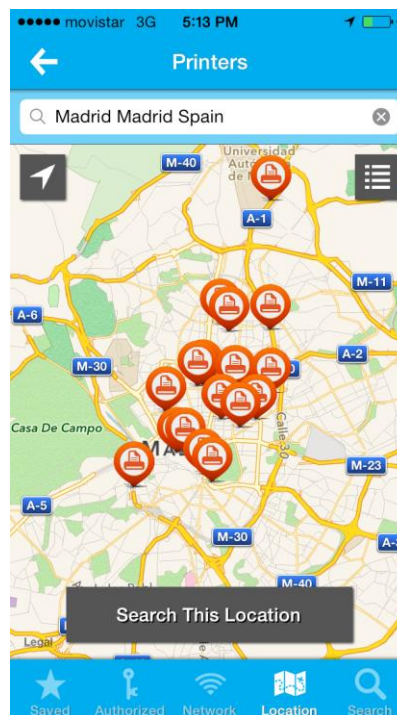 movistar 3G 5:13 PM
Printers
Madrid Madrid Spain
Universidad
M-40
A-1
M-11
A-6
A-2
M-30
Casa De Campo
Calle 30
M-23
A-5
M-30
M-40
Search This Location
Legal
Saved Authorized Network Location Search